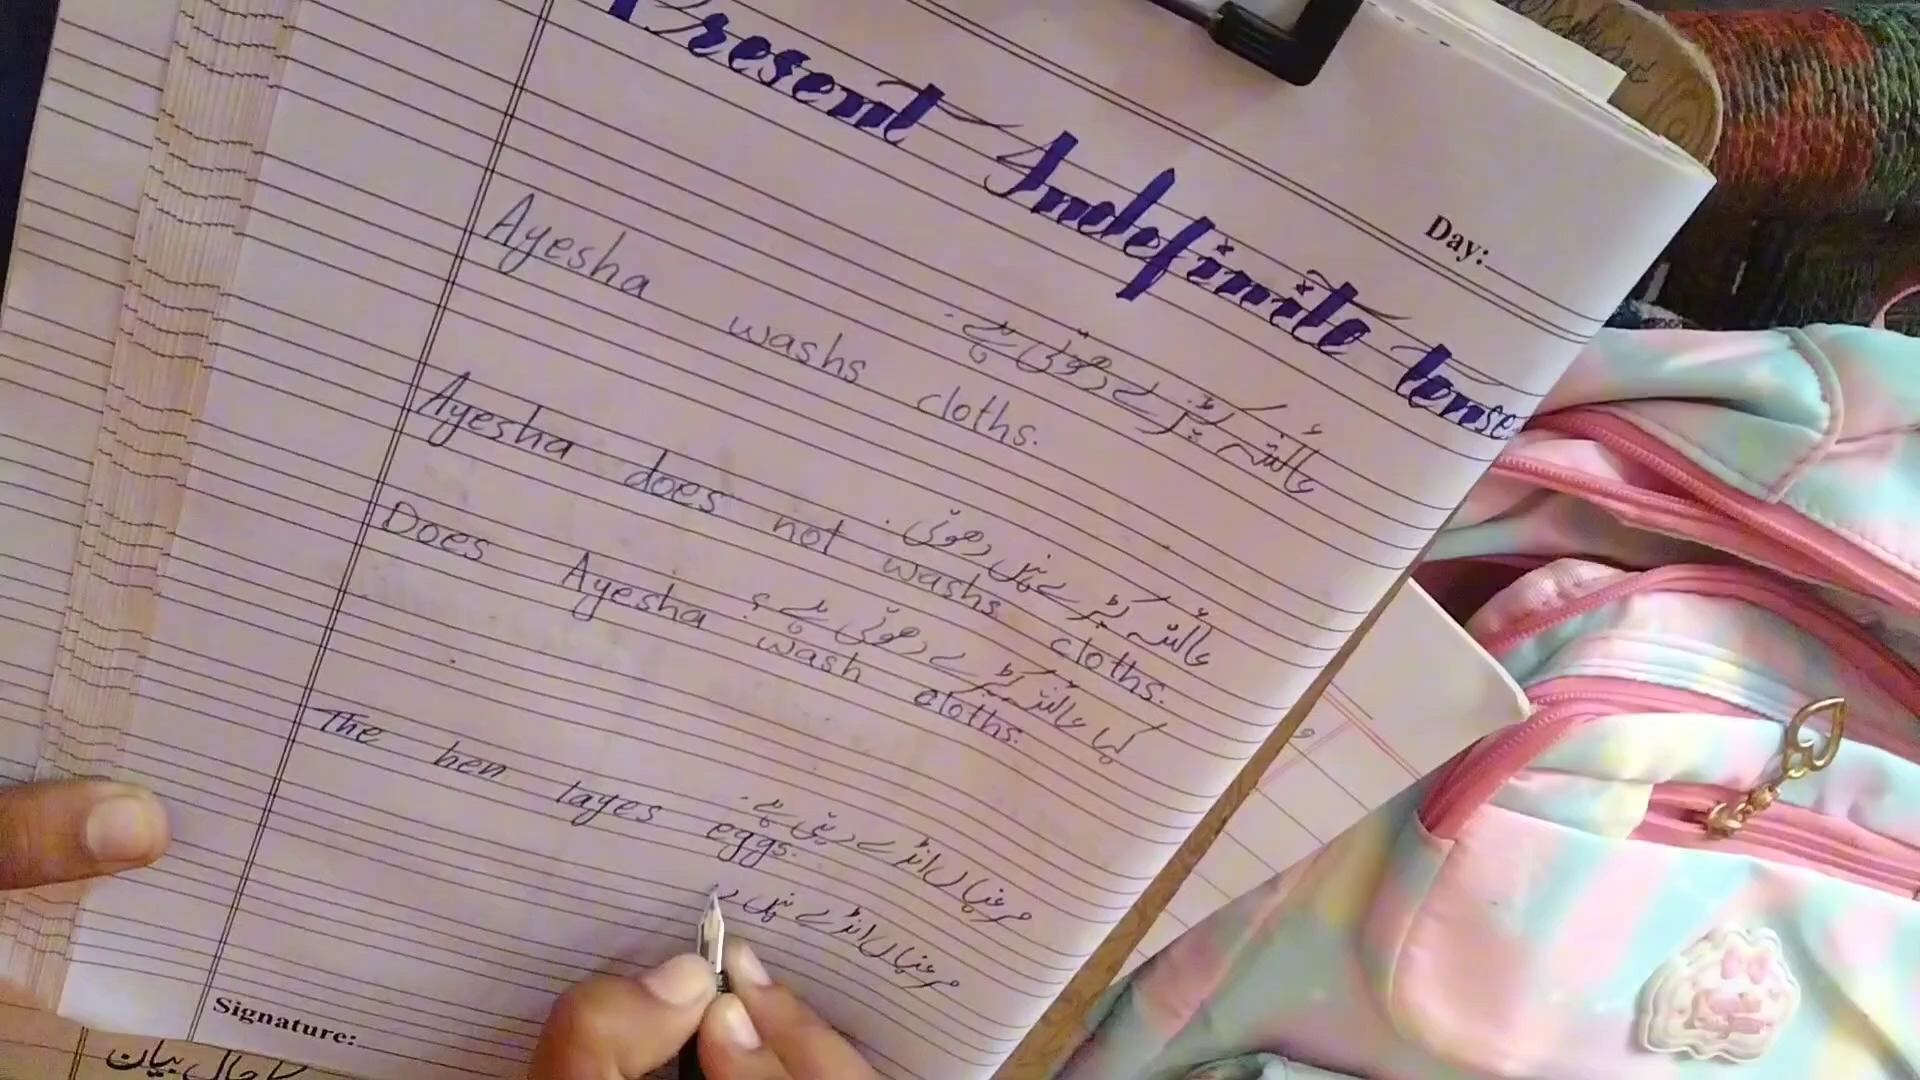 Day:
Present Indefinite tense
عائشہ کپڑے دھوتی ہے۔
Ayesha washs cloths.
عائشہ کپڑے نہیں دھوتی۔
Ayesha does not washs cloths.
کیا عائشہ کپڑے دھوتی ہے؟
Does Ayesha wash cloths.
مرغیاں انڈے دیتی ہے۔
The hen layes eggs.
مرغیاں انڈے نہیں
Signature:
حال بیان